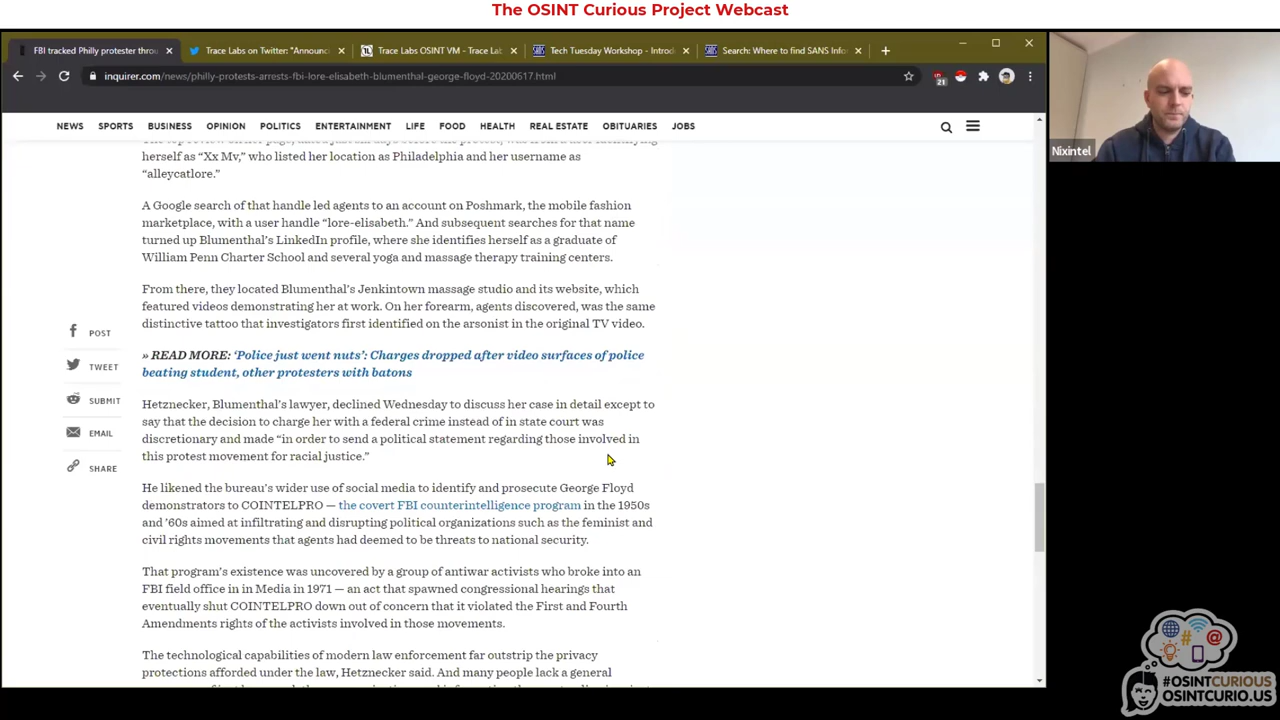 The OSINT Curious Project Webcast
FBI tracked Philly protester throu
Trace Labs on Twitter: "Announci
Trace Labs OSINT VM - Trace Lab
Tech Tuesday Workshop - Introdu
Search: Where to find SANS Info
inquirer.com/news/philly-protests-arrests-fbi-lore-elisabeth-blumenthal-george-floyd-20200617.html
21
NEWS SPORTS BUSINESS OPINION POLITICS ENTERTAINMENT LIFE FOOD HEALTH REAL ESTATE OBITUARIES JOBS
herself as “Xx Mv,” who listed her location as Philadelphia and her username as
“alleycatlore.”
A Google search of that handle led agents to an account on Poshmark, the mobile fashion
marketplace, with a user handle “lore-elisabeth.” And subsequent searches for that name
turned up Blumenthal’s LinkedIn profile, where she identifies herself as a graduate of
William Penn Charter School and several yoga and massage therapy training centers.
From there, they located Blumenthal’s Jenkintown massage studio and its website, which
featured videos demonstrating her at work. On her forearm, agents discovered, was the same
distinctive tattoo that investigators first identified on the arsonist in the original TV video.
» READ MORE: ‘Police just went nuts’: Charges dropped after video surfaces of police
beating student, other protesters with batons
Hetznecker, Blumenthal’s lawyer, declined Wednesday to discuss her case in detail except to
say that the decision to charge her with a federal crime instead of in state court was
discretionary and made “in order to send a political statement regarding those involved in
this protest movement for racial justice.”
He likened the bureau’s wider use of social media to identify and prosecute George Floyd
demonstrators to COINTELPRO — the covert FBI counterintelligence program in the 1950s
and ’60s aimed at infiltrating and disrupting political organizations such as the feminist and
civil rights movements that agents had deemed to be threats to national security.
That program’s existence was uncovered by a group of antiwar activists who broke into an
FBI field office in in Media in 1971 — an act that spawned congressional hearings that
eventually shut COINTELPRO down out of concern that it violated the First and Fourth
Amendments rights of the activists involved in those movements.
The technological capabilities of modern law enforcement far outstrip the privacy
protections afforded under the law, Hetznecker said. And many people lack a general
POST
TWEET
SUBMIT
EMAIL
SHARE
Nixintel
#OSINTCURIOUS
OSINTCURIO.US